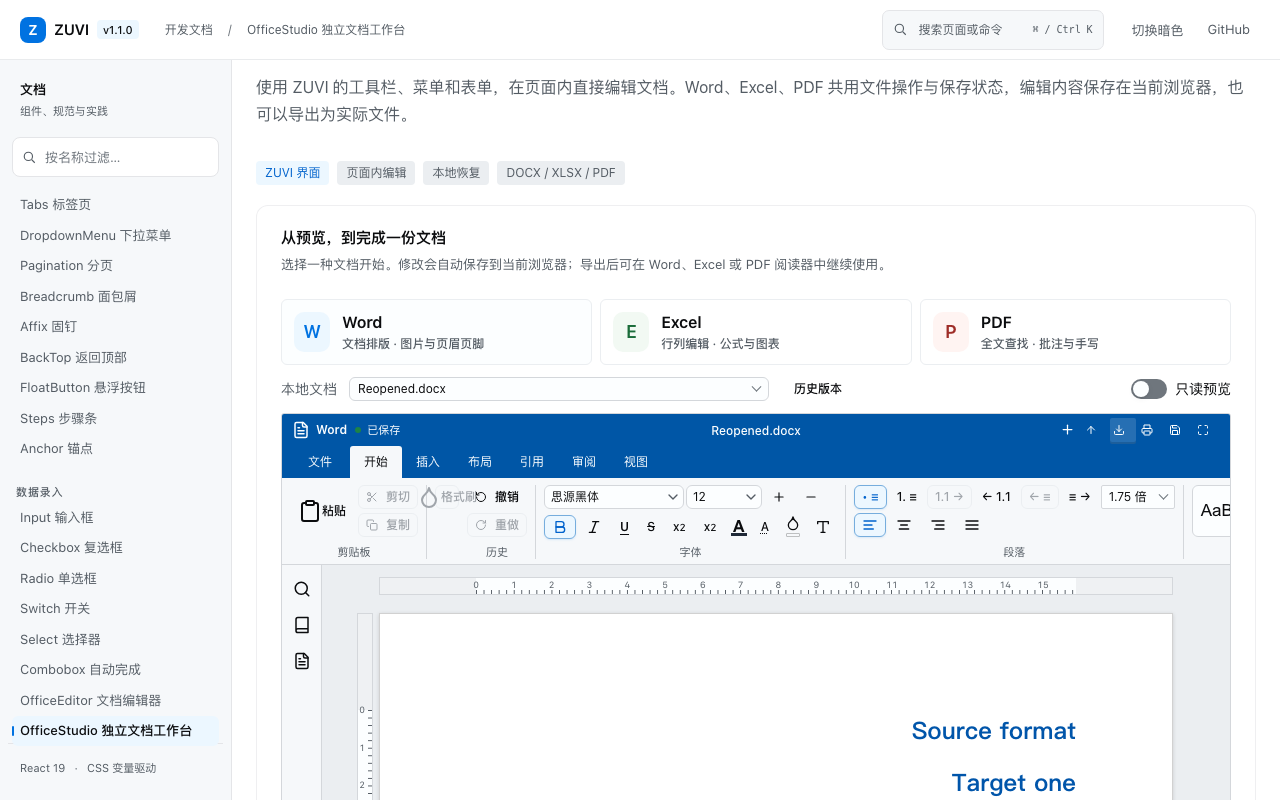 Z ZUVI v1.1.0 开发文档 / OfficeStudio 独立文档工作台 搜索页面或命令 ⌘ / Ctrl K 切换暗色 GitHub
文档
组件、规范与实践
按名称过滤...
Tabs 标签页
DropdownMenu 下拉菜单
Pagination 分页
Breadcrumb 面包屑
Affix 固钉
BackTop 返回顶部
FloatButton 悬浮按钮
Steps 步骤条
Anchor 锚点
数据录入
Input 输入框
Checkbox 复选框
Radio 单选框
Switch 开关
Select 选择器
Combobox 自动完成
OfficeEditor 文档编辑器
OfficeStudio 独立文档工作台
React 19 · CSS 变量驱动
使用 ZUVI 的工具栏、菜单和表单，在页面内直接编辑文档。Word、Excel、PDF 共用文件操作与保存状态，编辑内容保存在当前浏览器，也
可以导出为实际文件。
ZUVI 界面 页面内编辑 本地恢复 DOCX / XLSX / PDF
从预览，到完成一份文档
选择一种文档开始。修改会自动保存到当前浏览器；导出后可在 Word、Excel 或 PDF 阅读器中继续使用。
W Word
文档排版 · 图片与页眉页脚
E Excel
行列编辑 · 公式与图表
P PDF
全文查找 · 批注与手写
本地文档 Reopened.docx 历史版本 只读预览
Word 已保存 Reopened.docx
文件 开始 插入 布局 引用 审阅 视图
粘贴 剪切 格式刷 撤销 思源黑体 12 1. 1.1 → ← 1.1 1.75 倍 AaB
复制 重做 B I U S x2 x2 A A T
剪贴板 历史 字体 段落
0 1 2 3 4 5 6 7 8 9 10 11 12 13 14 15
0
1
2
Source format
Target one